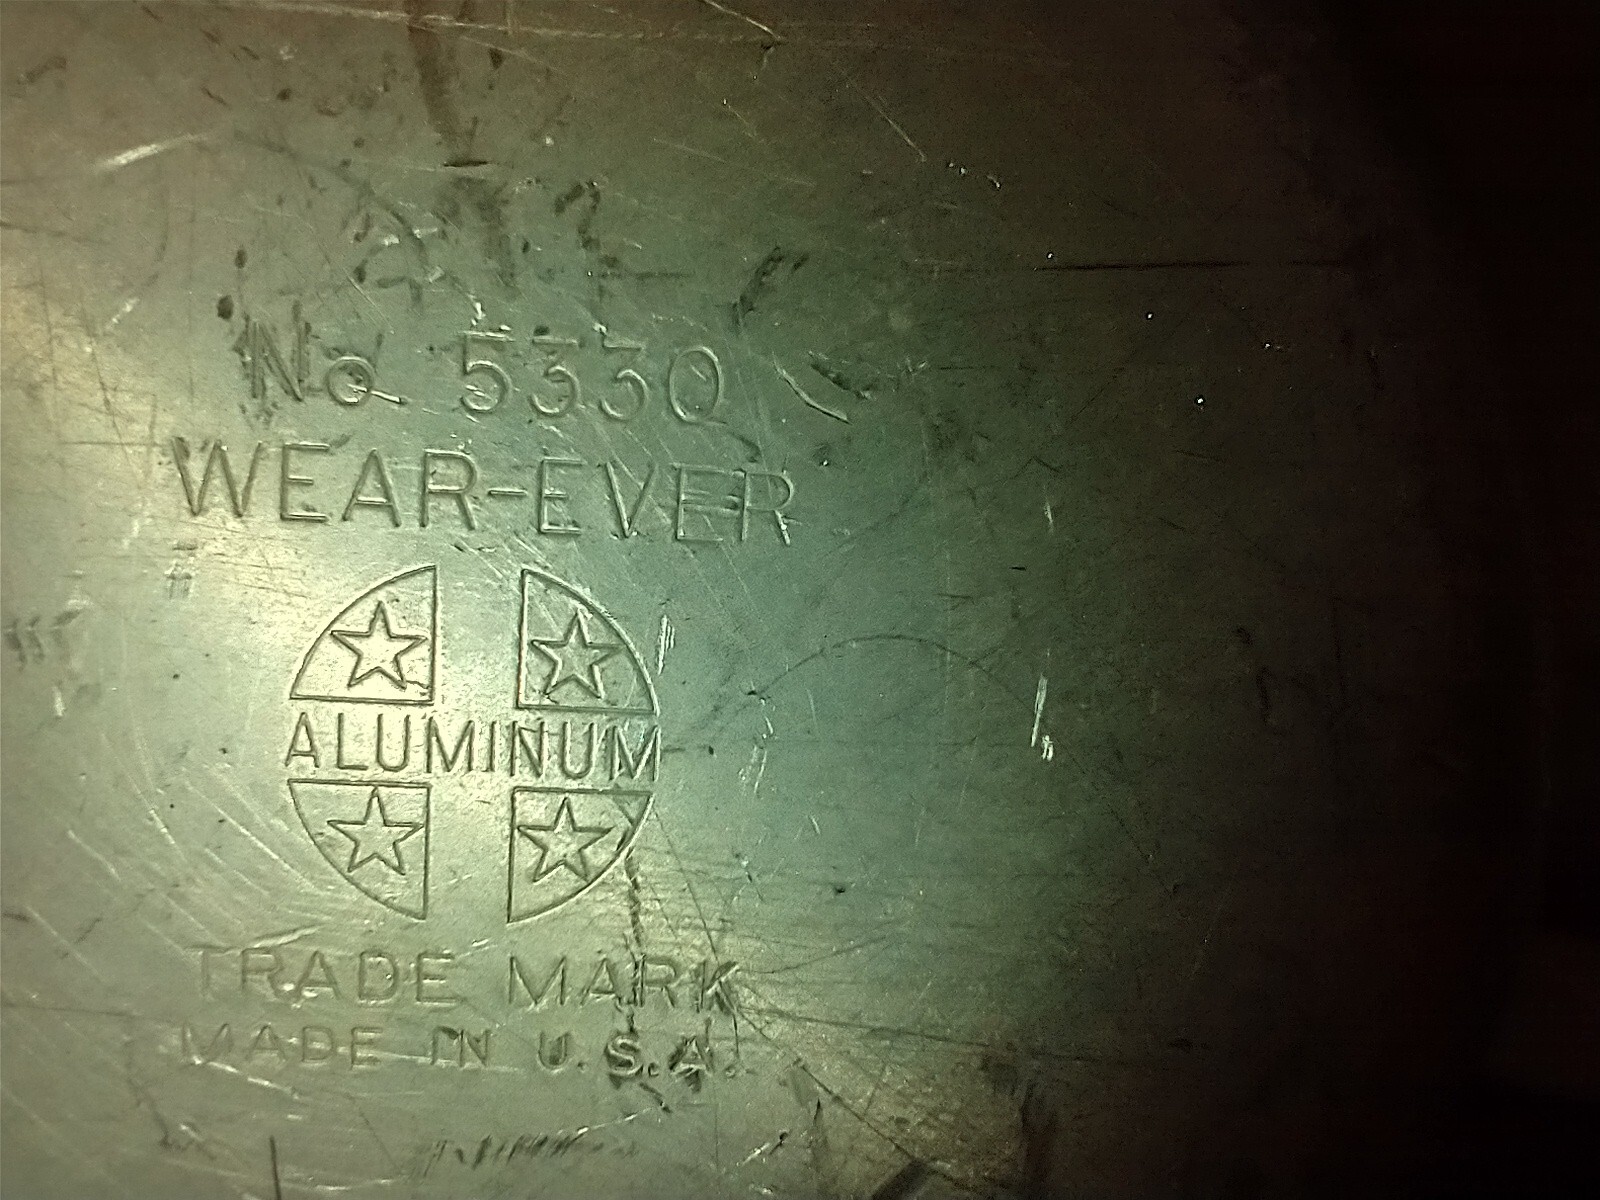 No. 5330
WEAR-EVER
ALUMINUM
TRADE MARK
MADE IN U.S.A.